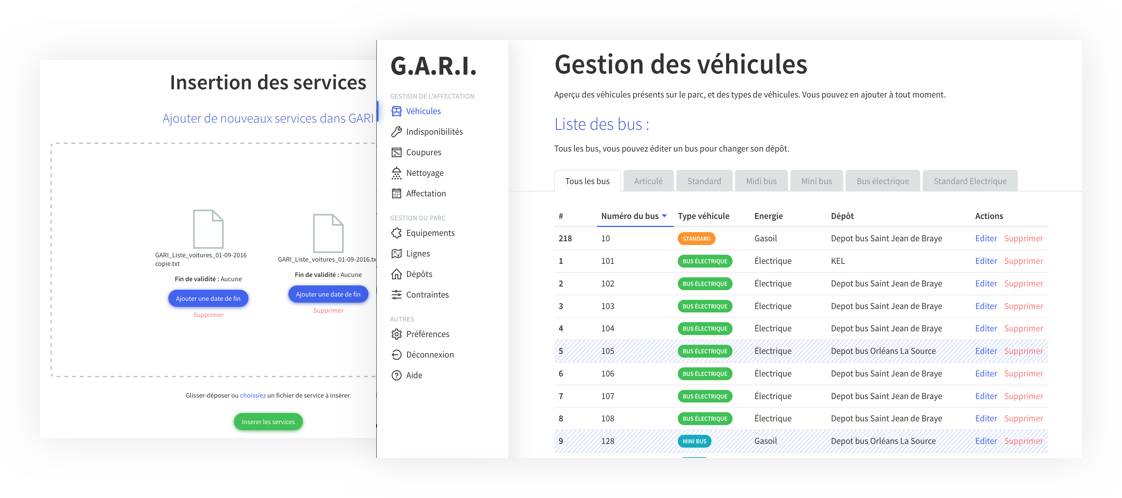 Insertion des services
Ajouter de nouveaux services dans GARI
GARI_Liste_voitures_01-09-2016
copie.txt
Fin de validité : Aucune
Ajouter une date de fin
Supprimer
GARI_Liste_voitures_01-09-2016.tx
Fin de validité : Aucune
Ajouter une date de fin
Supprimer
Glisser-déposer ou choisissez un fichier de service à insérer.
Inserer les services
G.A.R.I.
GESTION DE L'AFFECTATION
Véhicules
Indisponibilités
Coupures
Nettoyage
Affectation
GESTION DU PARC
Equipements
Lignes
Dépôts
Contraintes
AUTRES
Préférences
Déconnexion
Aide
Gestion des véhicules
Aperçu des véhicules présents sur le parc, et des types de véhicules. Vous pouvez en ajouter à tout moment.
Liste des bus :
Tous les bus, vous pouvez éditer un bus pour changer son dépôt.
Tous les bus Articulé Standard Midi bus Mini bus Bus électrique Standard Electrique
# Numéro du bus Type véhicule Energie Dépôt Actions
218 10 STANDARD Gasoil Depot bus Saint Jean de Braye Editer Supprimer
1 101 BUS ÉLECTRIQUE Électrique KEL Editer Supprimer
2 102 BUS ÉLECTRIQUE Électrique Depot bus Saint Jean de Braye Editer Supprimer
3 103 BUS ÉLECTRIQUE Électrique Depot bus Saint Jean de Braye Editer Supprimer
4 104 BUS ÉLECTRIQUE Électrique Depot bus Saint Jean de Braye Editer Supprimer
5 105 BUS ÉLECTRIQUE Électrique Depot bus Orléans La Source Editer Supprimer
6 106 BUS ÉLECTRIQUE Électrique Depot bus Saint Jean de Braye Editer Supprimer
7 107 BUS ÉLECTRIQUE Électrique Depot bus Saint Jean de Braye Editer Supprimer
8 108 BUS ÉLECTRIQUE Électrique Depot bus Saint Jean de Braye Editer Supprimer
9 128 MINI BUS Gasoil Depot bus Orléans La Source Editer Supprimer